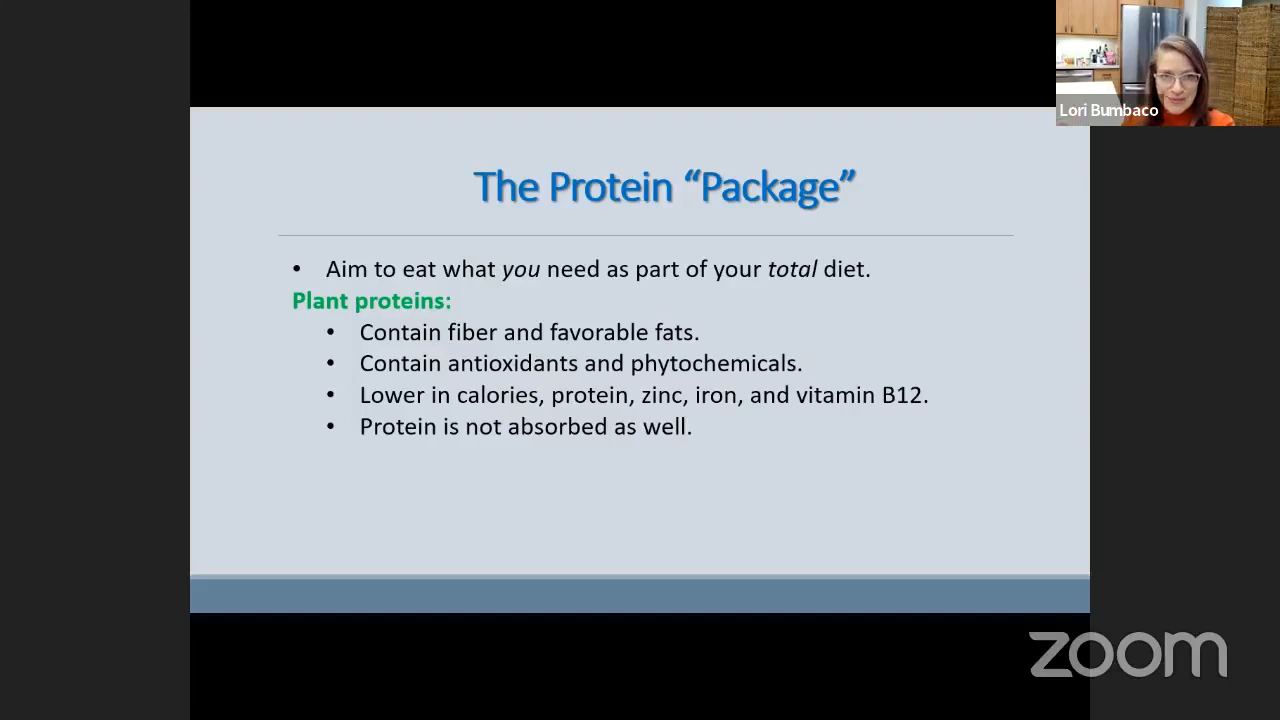 Lori Bumbaco
The Protein “Package”
• Aim to eat what you need as part of your total diet.
Plant proteins:
• Contain fiber and favorable fats.
• Contain antioxidants and phytochemicals.
• Lower in calories, protein, zinc, iron, and vitamin B12.
• Protein is not absorbed as well.
zoom